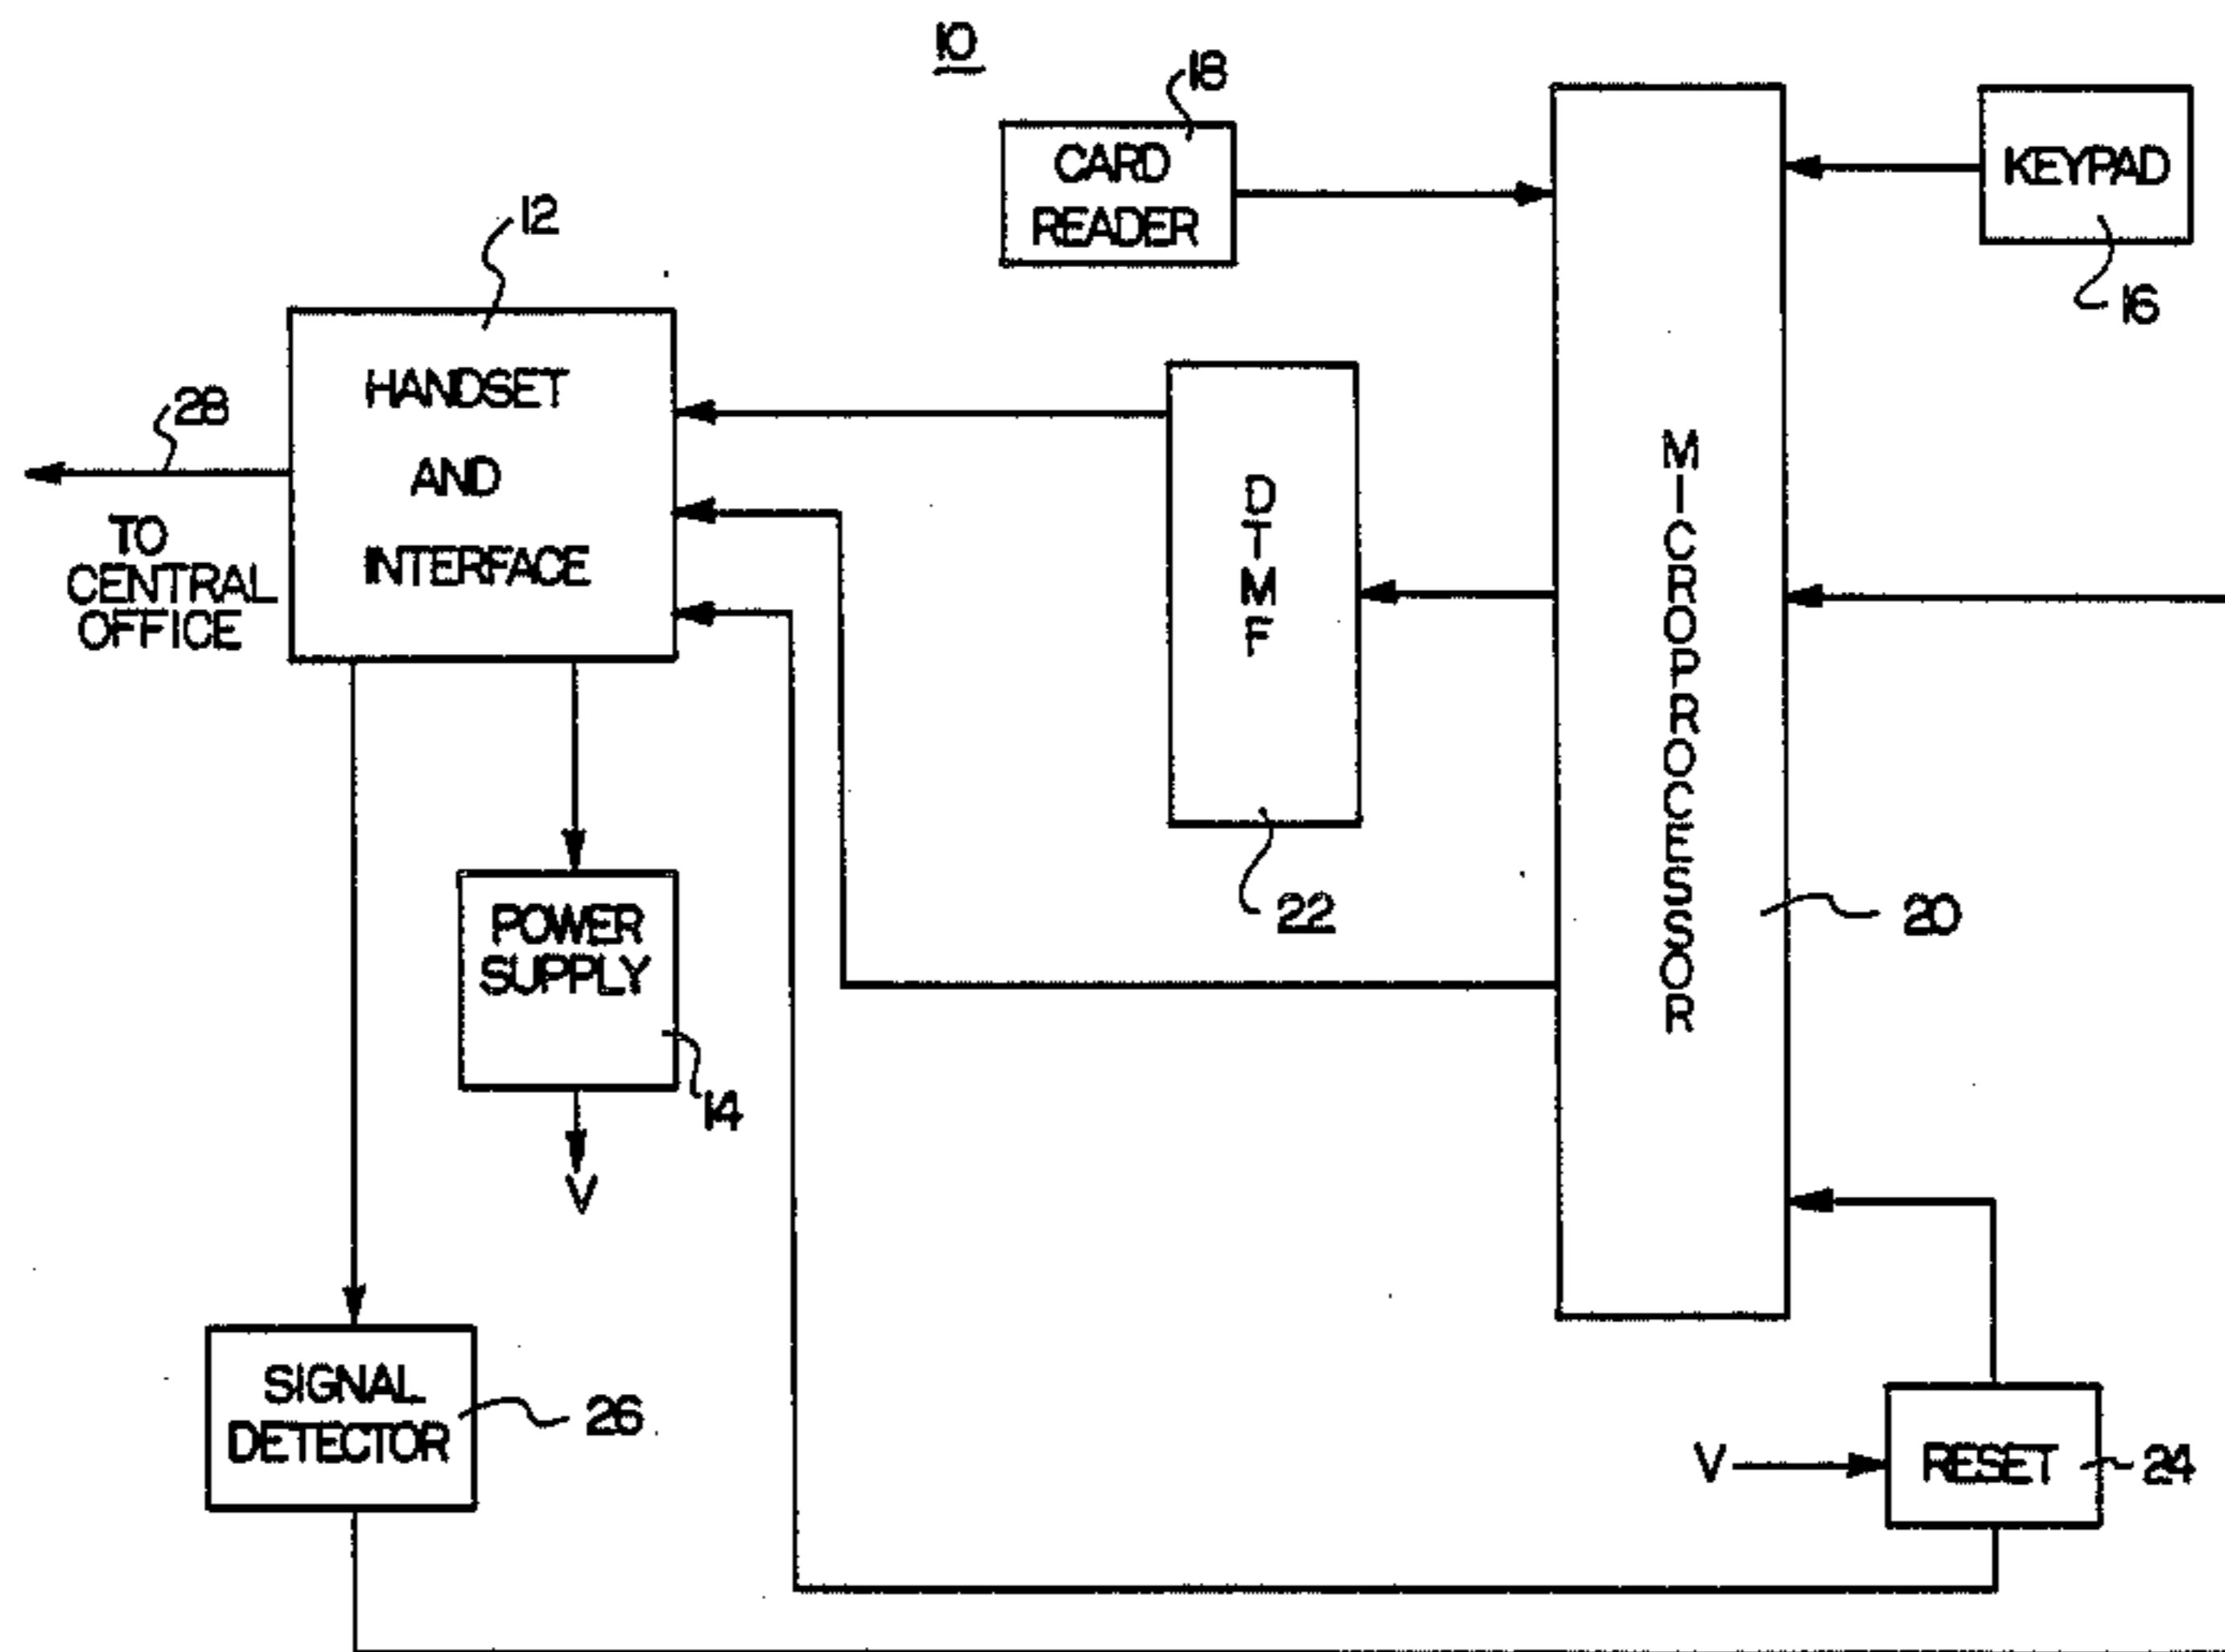 10
18
CARD
READER
KEYPAD
16
12
HANDSET
AND
INTERFACE
28
TO
CENTRAL
OFFICE
DTMF
22
MICROPROCESSOR
20
POWER
SUPPLY
14
V
SIGNAL
DETECTOR
26
V
RESET
24